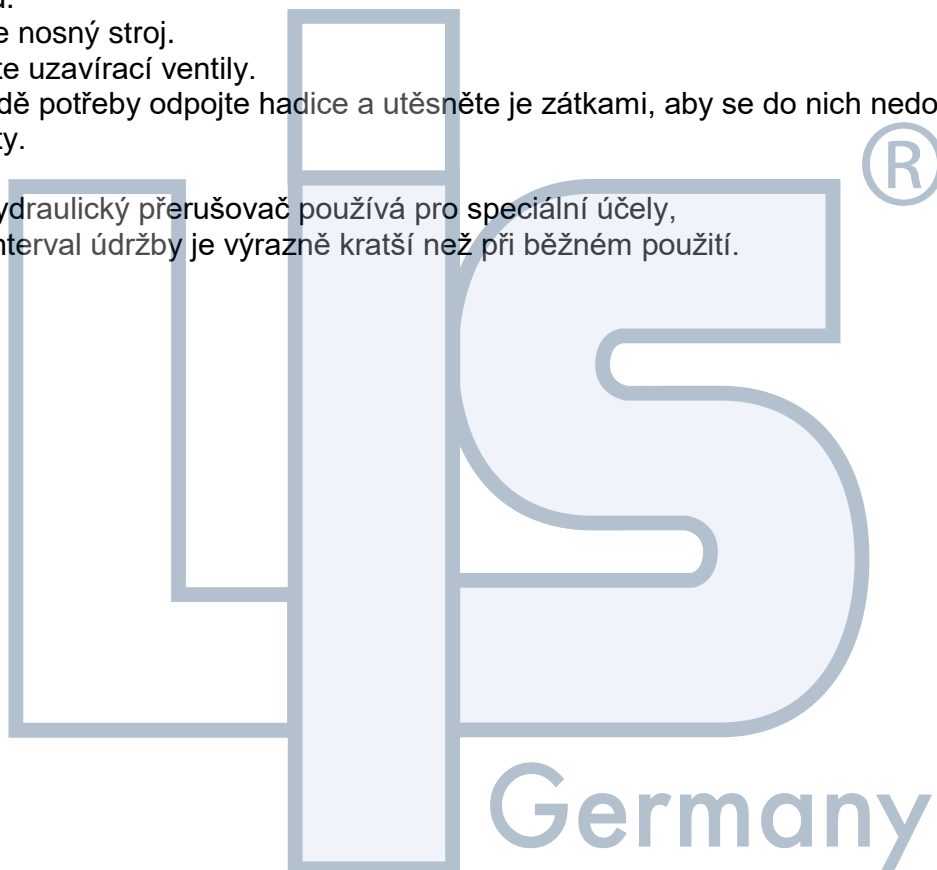 e nosný stroj.
te uzavírací ventily.
dě potřeby odpojte hadice a utěsněte je zátkami, aby se do nich nedo
ty.
ydraulický přerušovač používá pro speciální účely,
nterval údržby je výrazně kratší než při běžném použití.
®
LIS
Germany